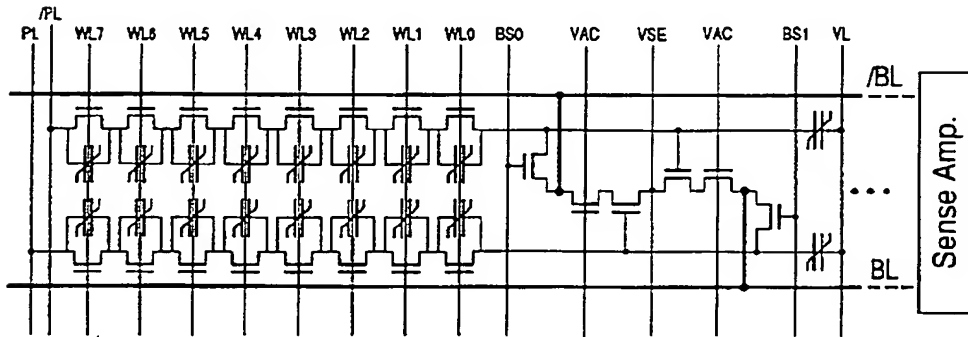 /PL
PL WL7 WL6 WL5 WL4 WL3 WL2 WL1 WL0 BS0 VAC VSE VAC BS1 VL
/BL
Sense Amp.
BL